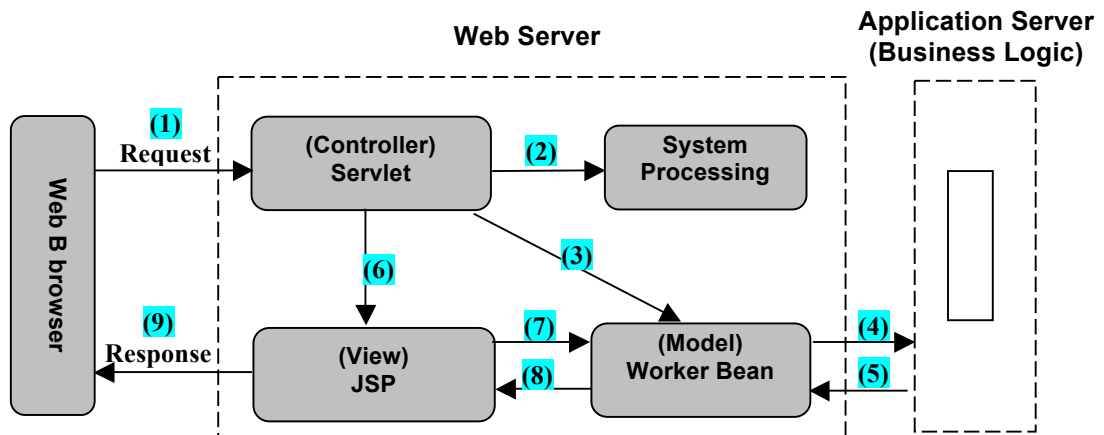 Application Server
(Business Logic)
Web Server
(1)
Request
(Controller)
Servlet
(2)
System
Processing
Web B browser
(6)
(3)
(9)
Response
(View)
JSP
(7)
(8)
(Model)
Worker Bean
(4)
(5)